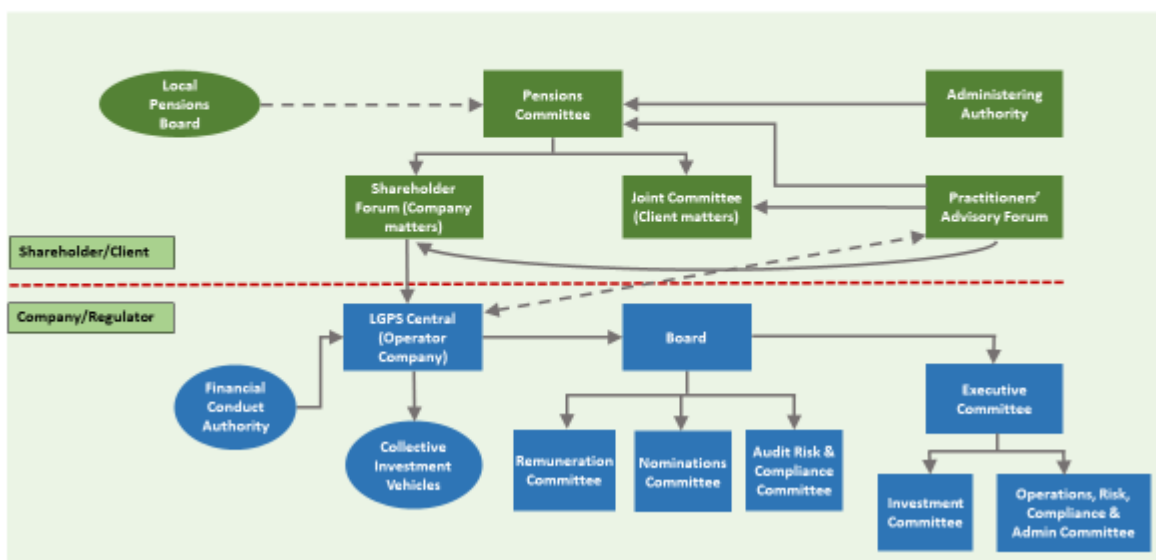 Local
Pensions
Board
Pensions
Committee
Administering
Authority
Shareholder
Forum (Company
matters)
Joint Committee
(Client matters)
Practitioners'
Advisory Forum
Shareholder/Client
Company/Regulator
LGPS Central
(Operator
Company)
Board
Financial
Conduct
Authority
Executive
Committee
Collective
Investment
Vehicles
Remuneration
Committee
Nominations
Committee
Audit Risk &
Compliance
Committee
Investment
Committee
Operations, Risk,
Compliance &
Admin Committee